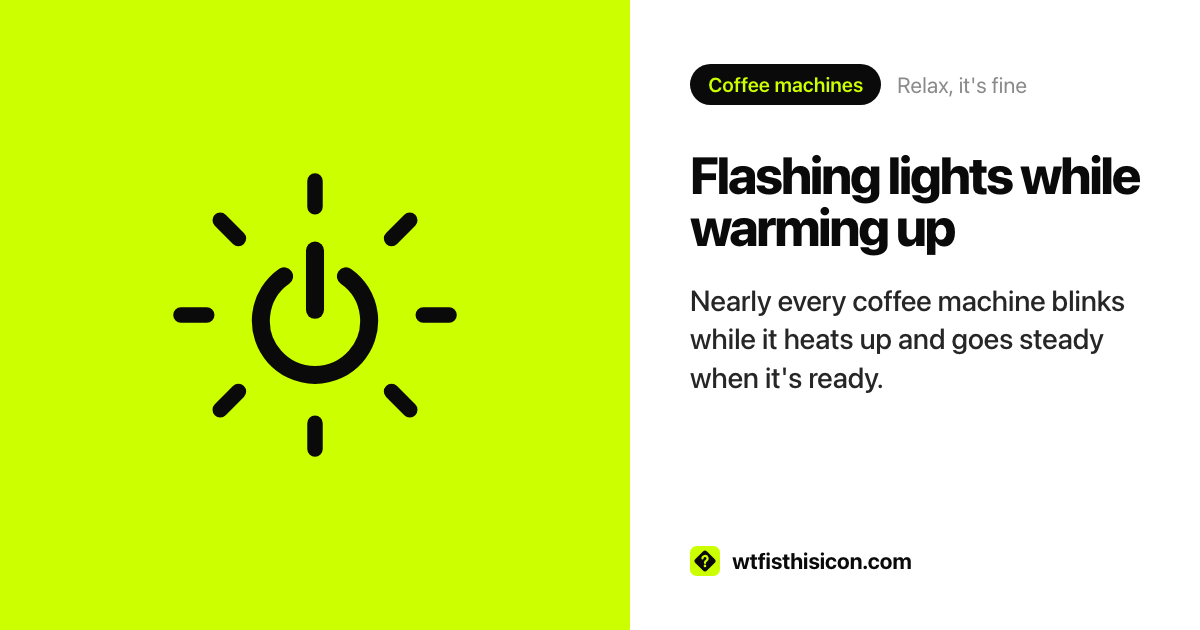 Coffee machines
Relax, it's fine
Flashing lights while
warming up
Nearly every coffee machine blinks
while it heats up and goes steady
when it's ready.
?
wtfisthisicon.com